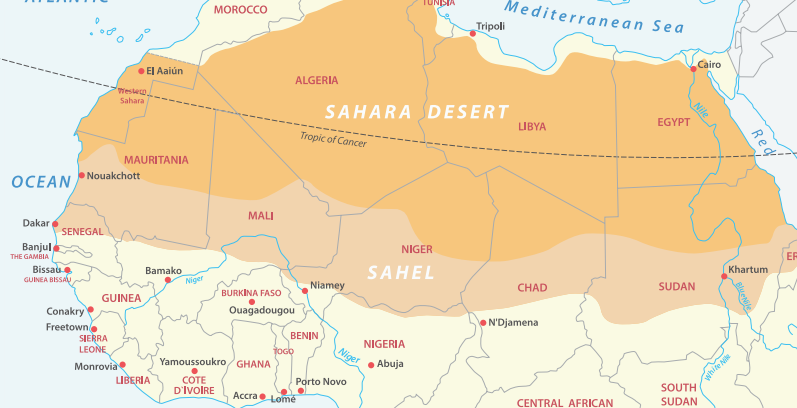 ATLANTIC
MOROCCO
TUNISIA
Tripoli
Mediterranean Sea
El Aaiún
Western
Sahara
ALGERIA
Cairo
SAHARA DESERT
LIBYA
EGYPT
Nile
Red
Tropic of Cancer
MAURITANIA
OCEAN
Nouakchott
Dakar
SENEGAL
MALI
Banjul
THE GAMBIA
NIGER
SAHEL
Bissau
GUINEA BISSAU
Bamako
Niger
Khartum
Niamey
CHAD
SUDAN
ER
Blue Nile
GUINEA
BURKINA FASO
Ouagadougou
Conakry
Freetown
SIERRA
LEONE
N'Djamena
BENIN
NIGERIA
TOGO
Niger
Abuja
Monrovia
LIBERIA
Yamoussoukro
COTE
D'IVOIRE
GHANA
Porto Novo
Accra
Lomé
White Nile
SOUTH
SUDAN
CENTRAL AFRICAN